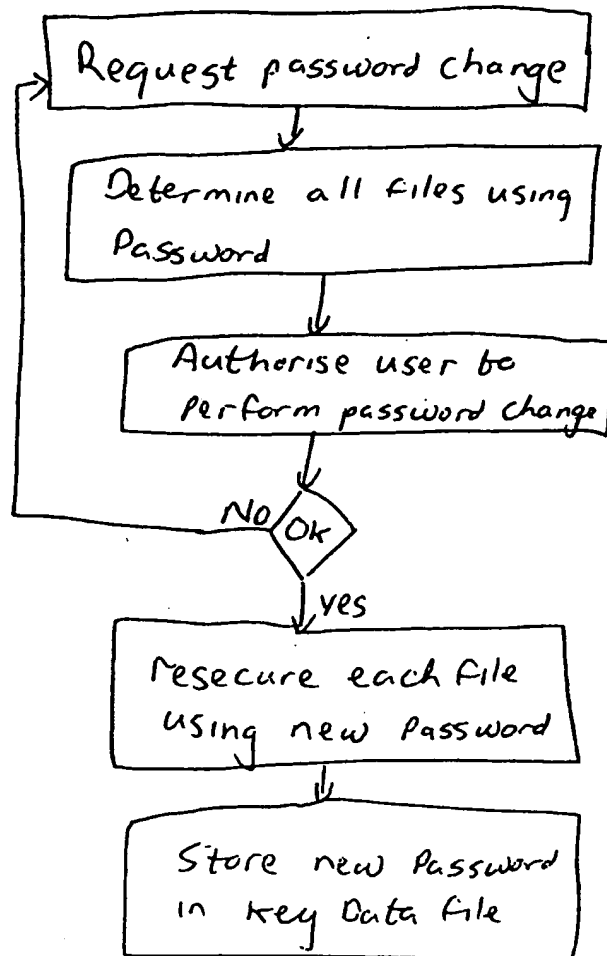 Request password change
Determine all files using
Password
Authorise user to
Perform password change
No
OK
yes
resecure each file
using new Password
Store new Password
in Key Data file